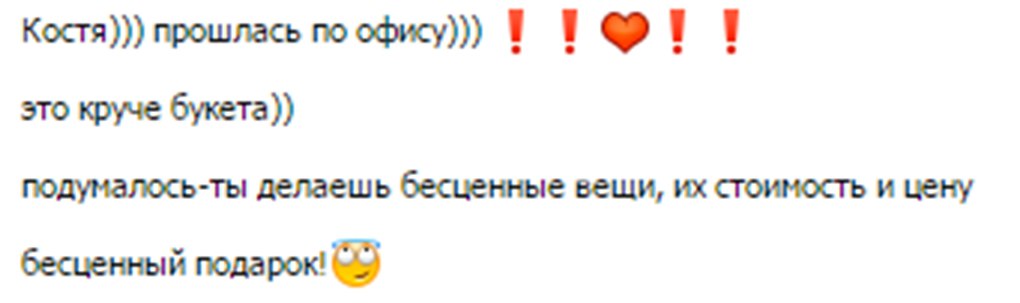 Костя))) прошлась по офису))) ❗ ❗ ❤ ❗ ❗
это круче букета))
подумалось-ты делаешь бесценные вещи, их стоимость и цену
бесценный подарок!🙄